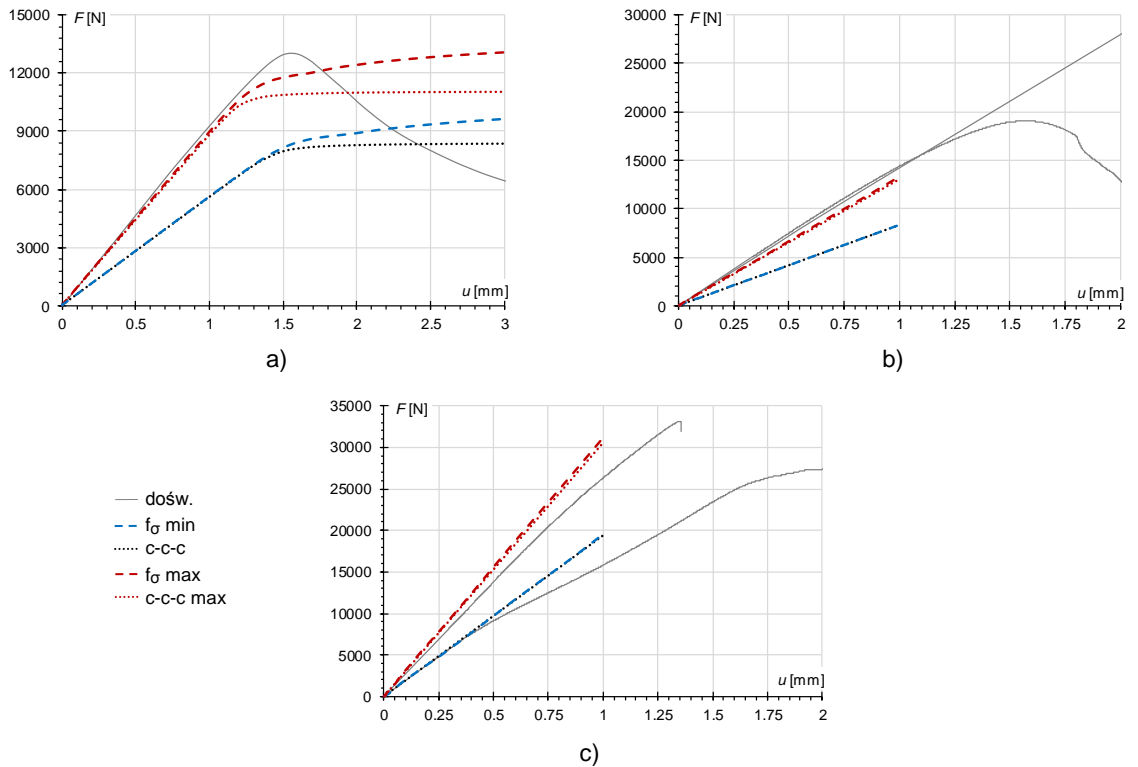 F [N]
15000
12000
9000
6000
3000
0
u [mm]
0 0.5 1 1.5 2 2.5 3
a)
F [N]
30000
25000
20000
15000
10000
5000
0
u [mm]
0 0.25 0.5 0.75 1 1.25 1.5 1.75 2
b)
F [N]
35000
30000
25000
20000
15000
10000
5000
0
u [mm]
0 0.25 0.5 0.75 1 1.25 1.5 1.75 2
dośw.
fσ min
c-c-c
fσ max
c-c-c max
c)